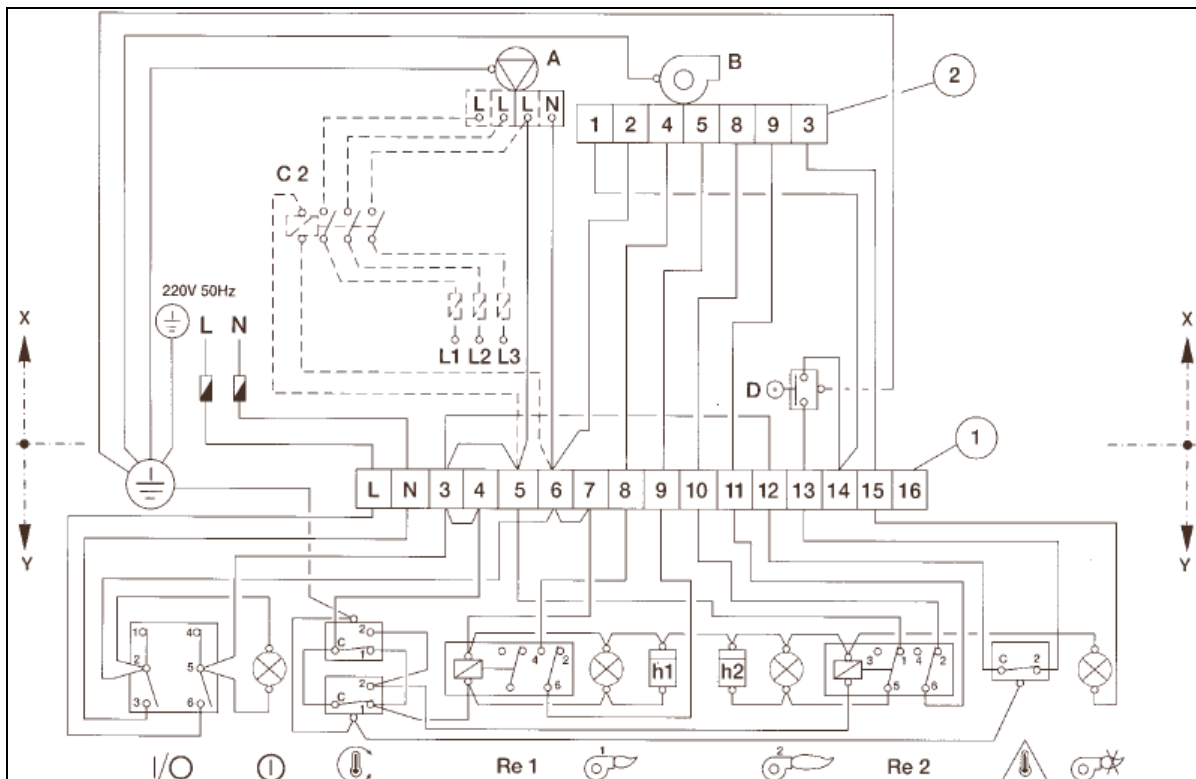 A
B
2
L L L N
1 2 4 5 8 9 3
C 2
220V 50Hz
L N
X
X
L1 L2 L3
D
1
L N 3 4 5 6 7 8 9 10 11 12 13 14 15 16
Y
Y
1 4
2 5
3 6
2
C 1
2
C 1
4 2
6
h1
h2
3 1 4 2
5 6
C 2
I/O
1
2
Re 1
Re 2